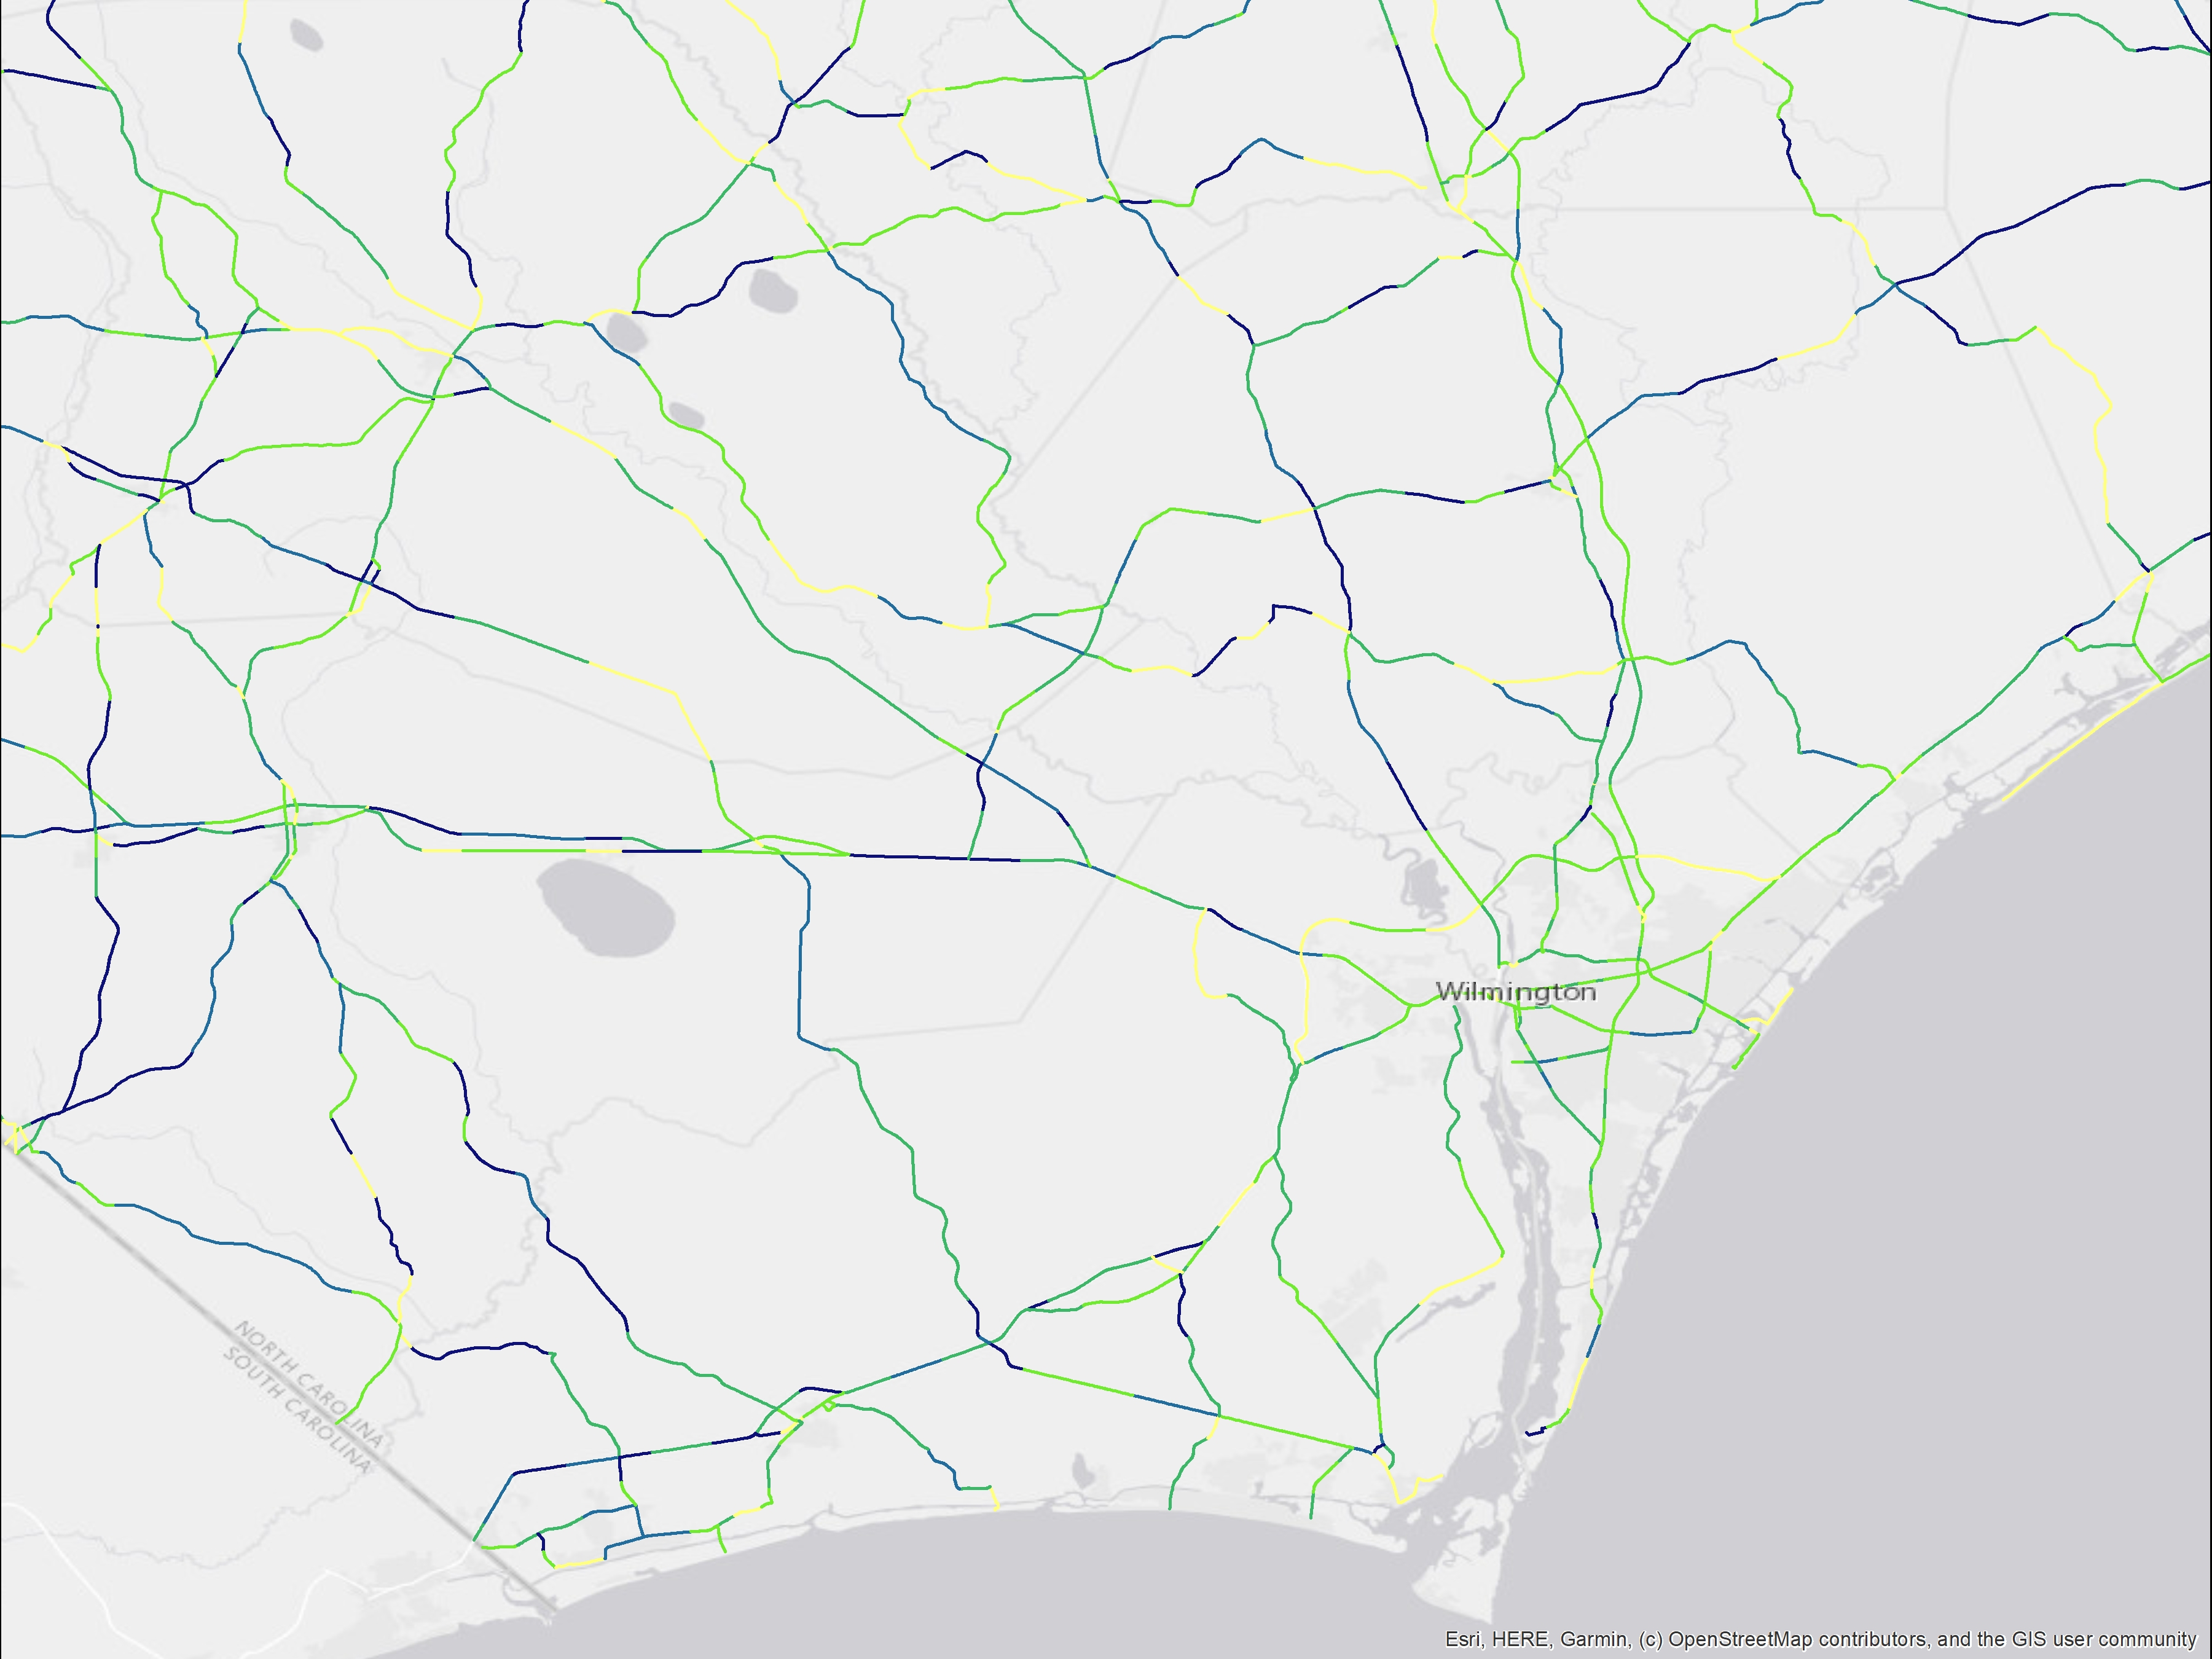 Wilmington
NORTH CAROLINA
SOUTH CAROLINA
Esri, HERE, Garmin, (c) OpenStreetMap contributors, and the GIS user community